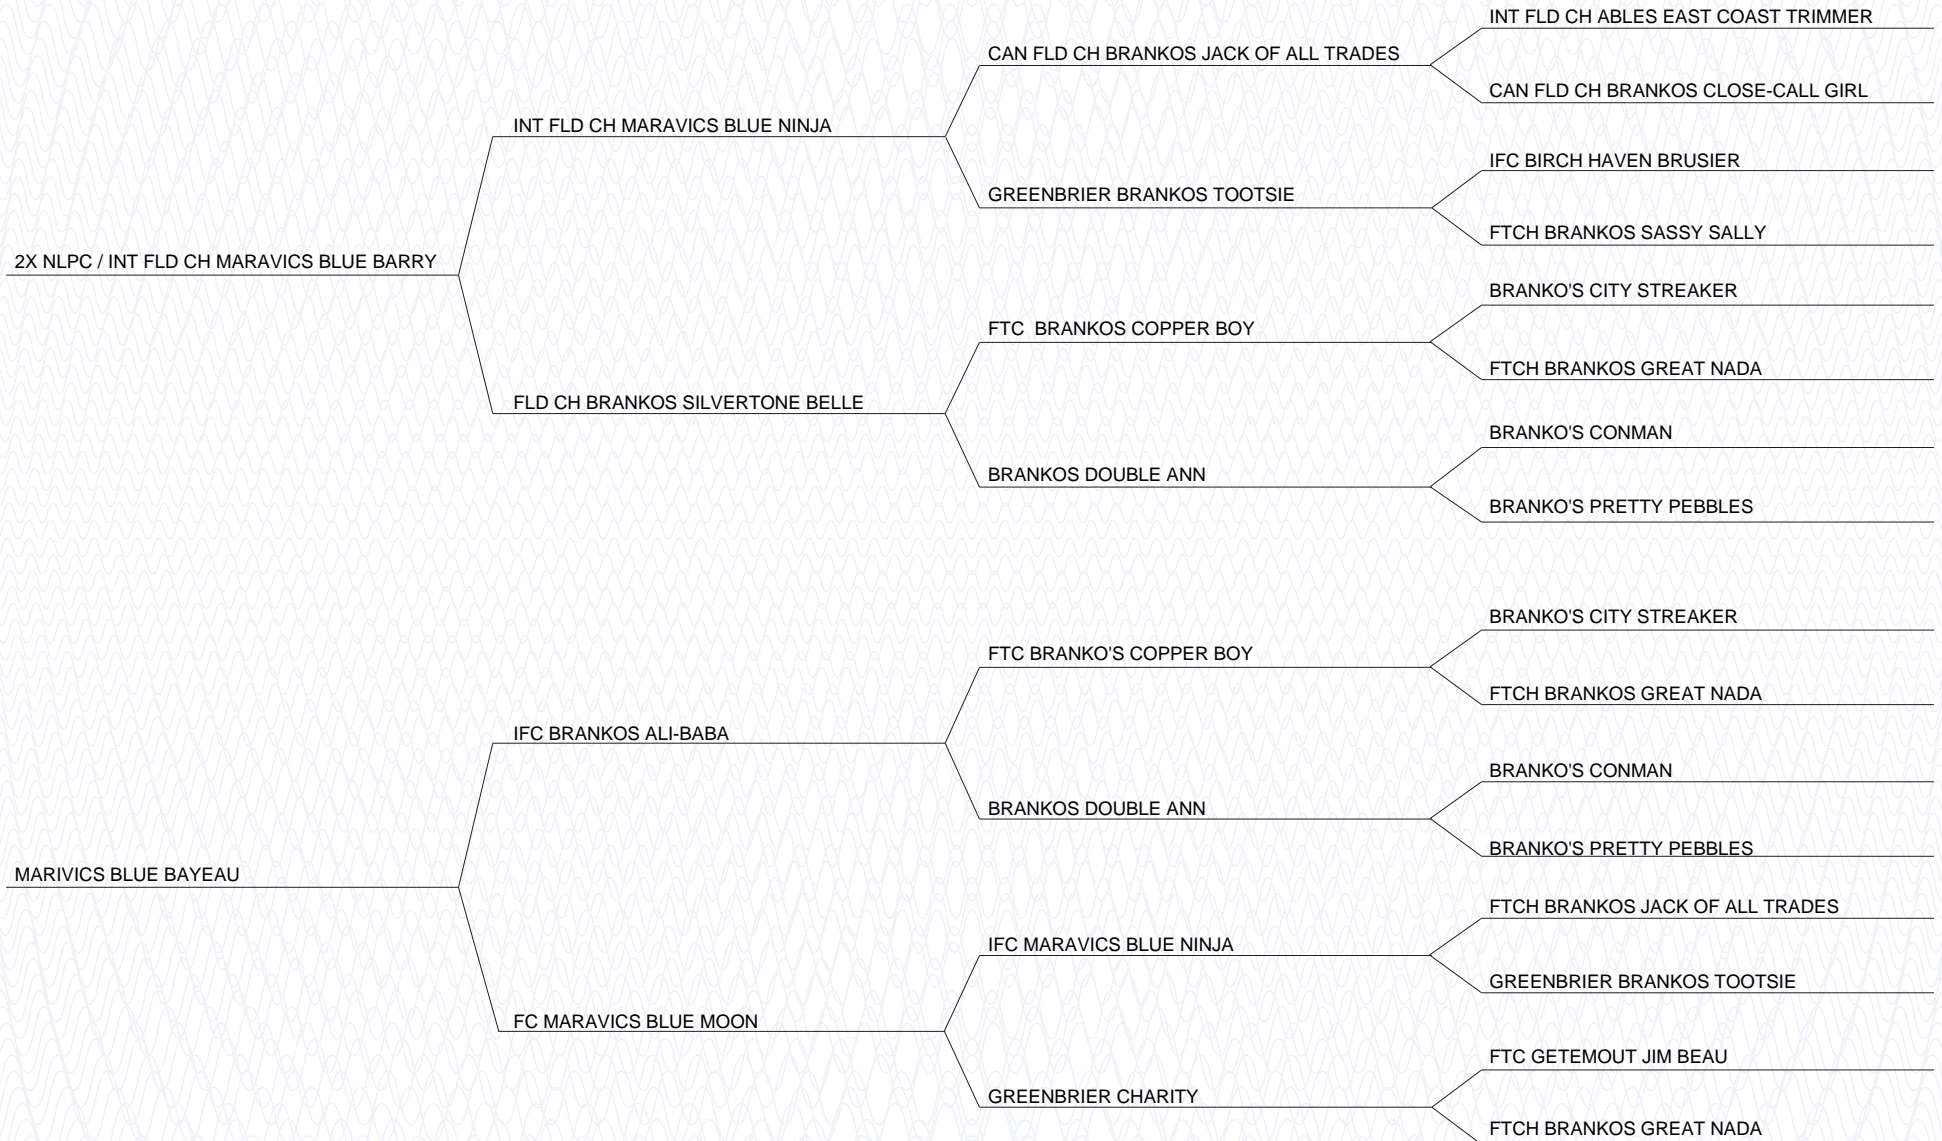 INT FLD CH ABLES EAST COAST TRIMMER
CAN FLD CH BRANKOS JACK OF ALL TRADES
CAN FLD CH BRANKOS CLOSE-CALL GIRL
INT FLD CH MARAVICS BLUE NINJA
IFC BIRCH HAVEN BRUSIER
GREENBRIER BRANKOS TOOTSIE
FTCH BRANKOS SASSY SALLY
2X NLPC / INT FLD CH MARAVICS BLUE BARRY
BRANKO'S CITY STREAKER
FTC  BRANKOS COPPER BOY
FTCH BRANKOS GREAT NADA
FLD CH BRANKOS SILVERTONE BELLE
BRANKO'S CONMAN
BRANKOS DOUBLE ANN
BRANKO'S PRETTY PEBBLES
BRANKO'S CITY STREAKER
FTC BRANKO'S COPPER BOY
FTCH BRANKOS GREAT NADA
IFC BRANKOS ALI-BABA
BRANKO'S CONMAN
BRANKOS DOUBLE ANN
BRANKO'S PRETTY PEBBLES
MARIVICS BLUE BAYEAU
FTCH BRANKOS JACK OF ALL TRADES
IFC MARAVICS BLUE NINJA
GREENBRIER BRANKOS TOOTSIE
FC MARAVICS BLUE MOON
FTC GETEMOUT JIM BEAU
GREENBRIER CHARITY
FTCH BRANKOS GREAT NADA